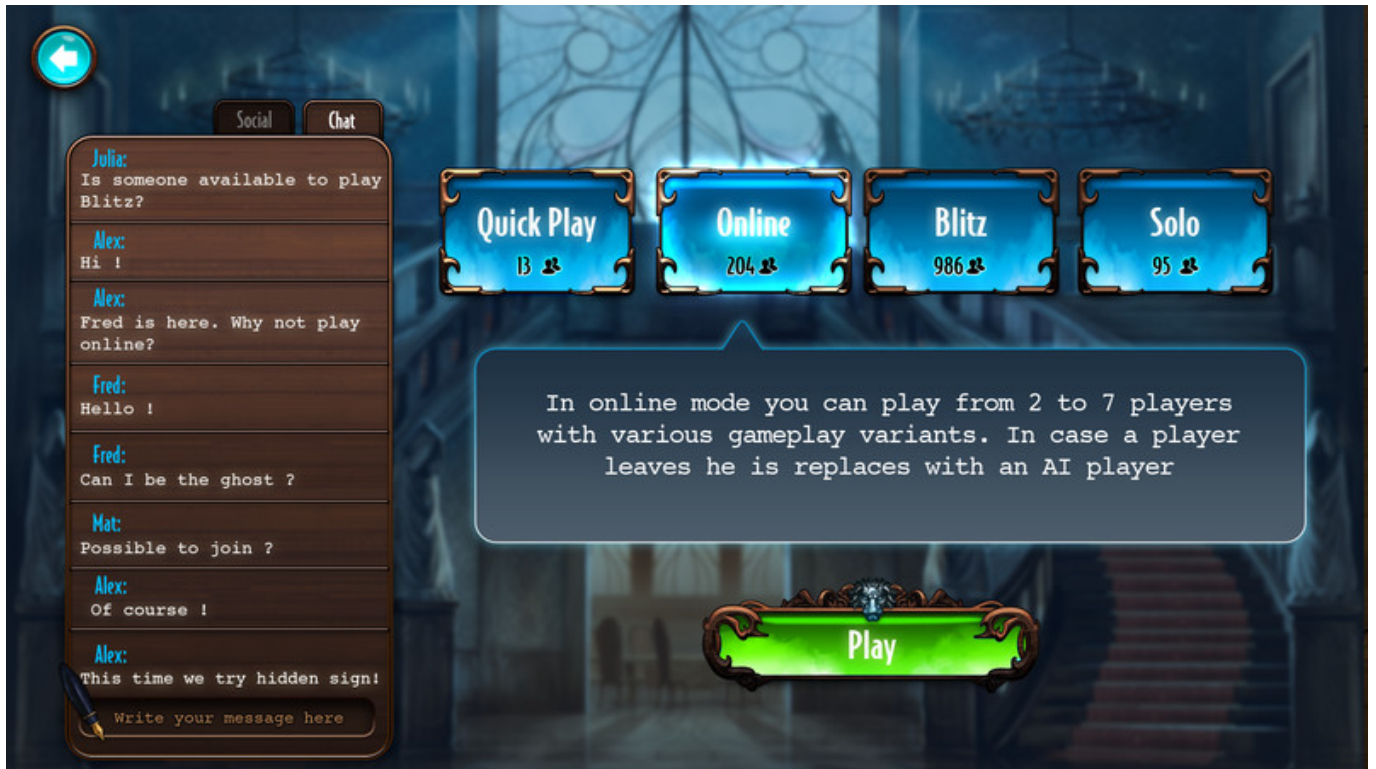 Social
Chat
Julia:
Is someone available to play
Blitz?
Alex:
Hi !
Alex:
Fred is here. Why not play
online?
Fred:
Hello !
Fred:
Can I be the ghost ?
Mat:
Possible to join ?
Alex:
Of course !
Alex:
This time we try hidden sign!
Write your message here
Quick Play
13
Online
204
Blitz
986
Solo
95
In online mode you can play from 2 to 7 players
with various gameplay variants. In case a player
leaves he is replaces with an AI player
Play